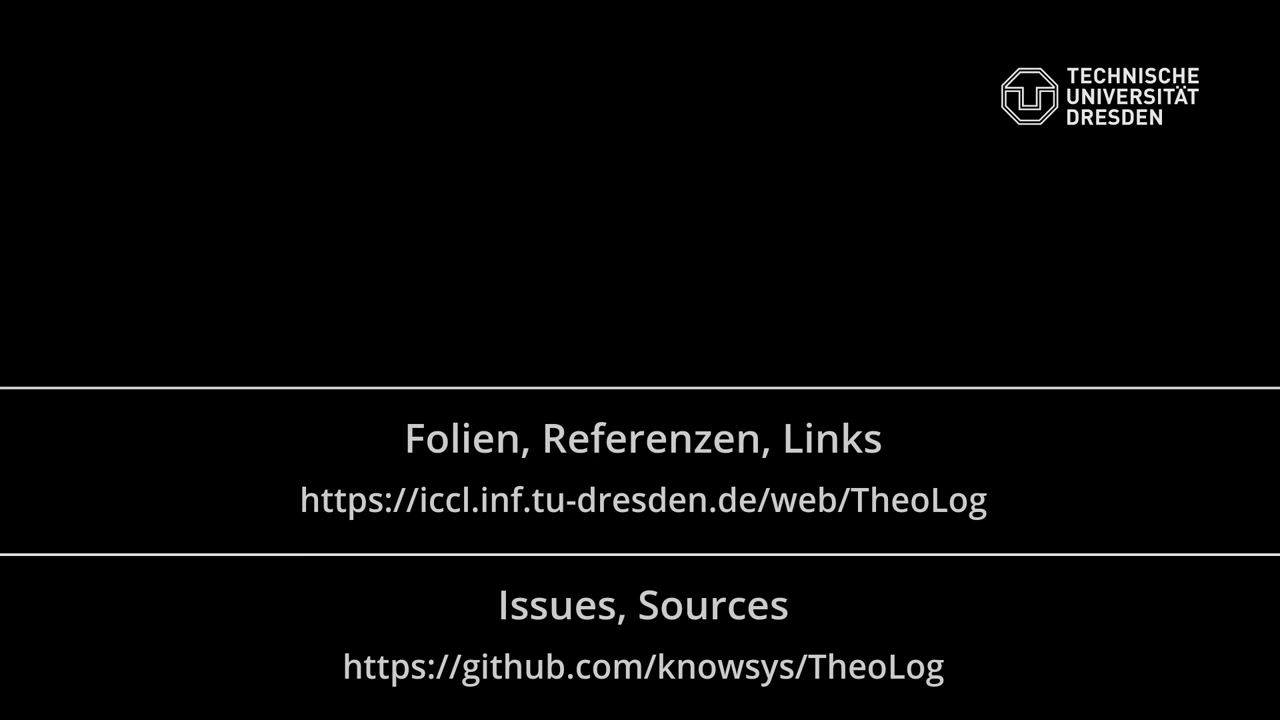 TECHNISCHE
UNIVERSITÄT
DRESDEN
Folien, Referenzen, Links
https://iccl.inf.tu-dresden.de/web/TheoLog
Issues, Sources
https://github.com/knowsys/TheoLog